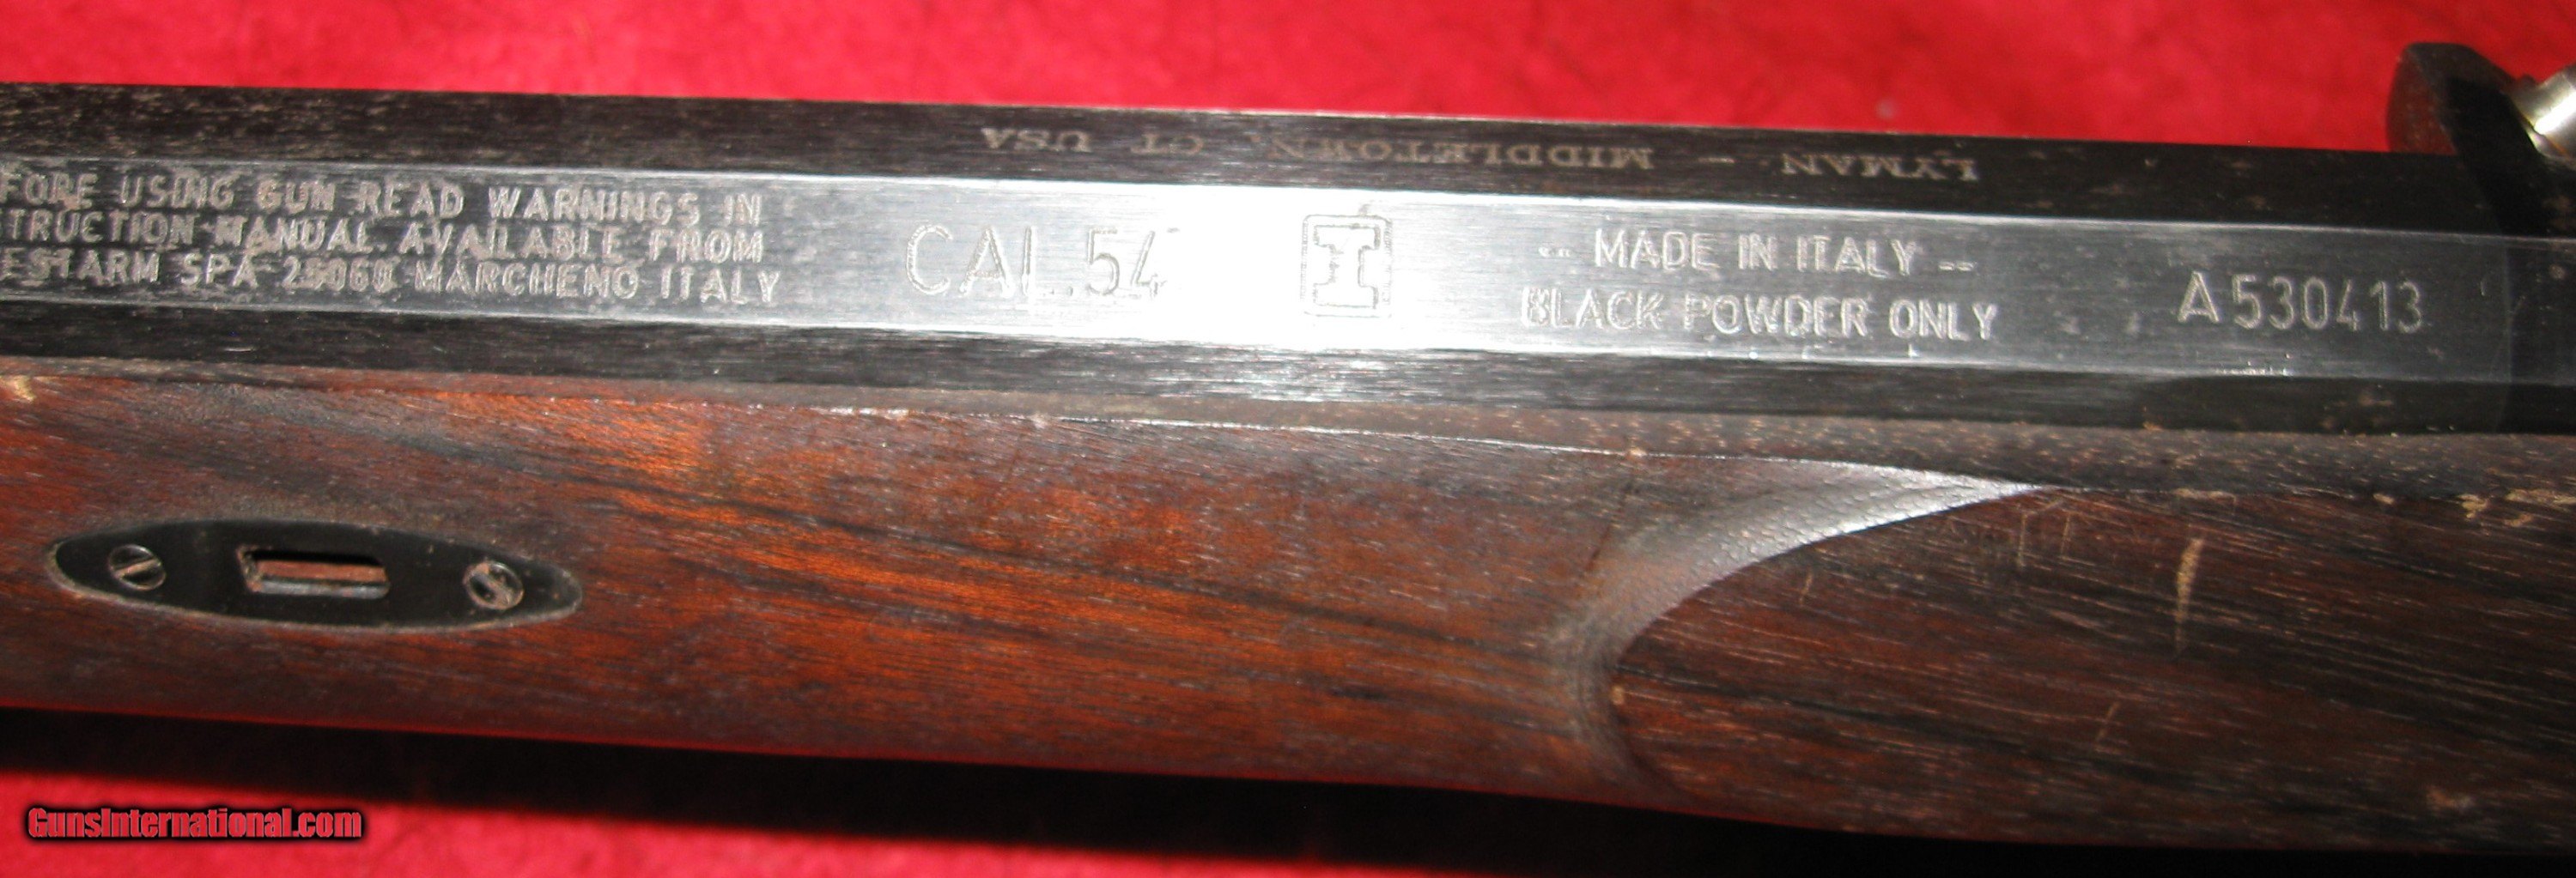 LYMAN - MIDDLETOWN, CT USA
FORE USING GUN READ WARNINGS IN
STRUCTION MANUAL. AVAILABLE FROM
ESTARM SPA 25060 MARCHENO ITALY
CAL.54
I
-- MADE IN ITALY --
BLACK POWDER ONLY
A530413
GunsInternational.com